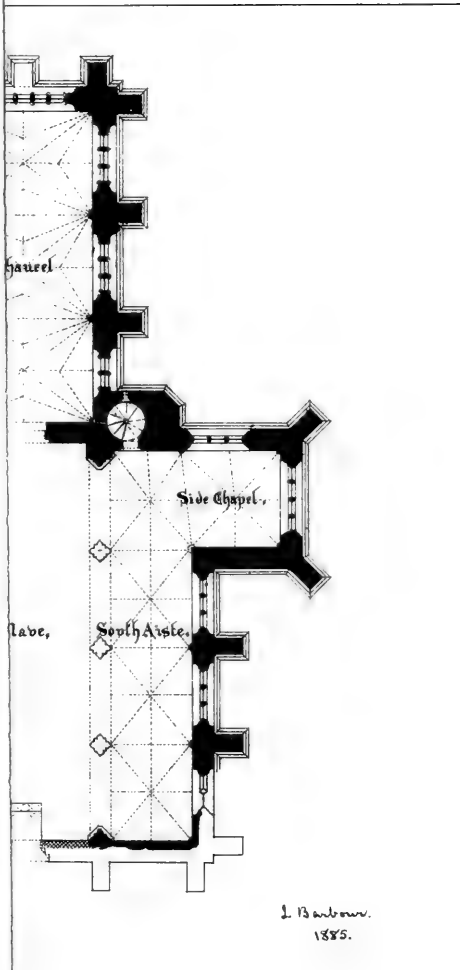 hancel
Side Chapel.
Nave,
South Aisle.
J. Barbour.
1885.